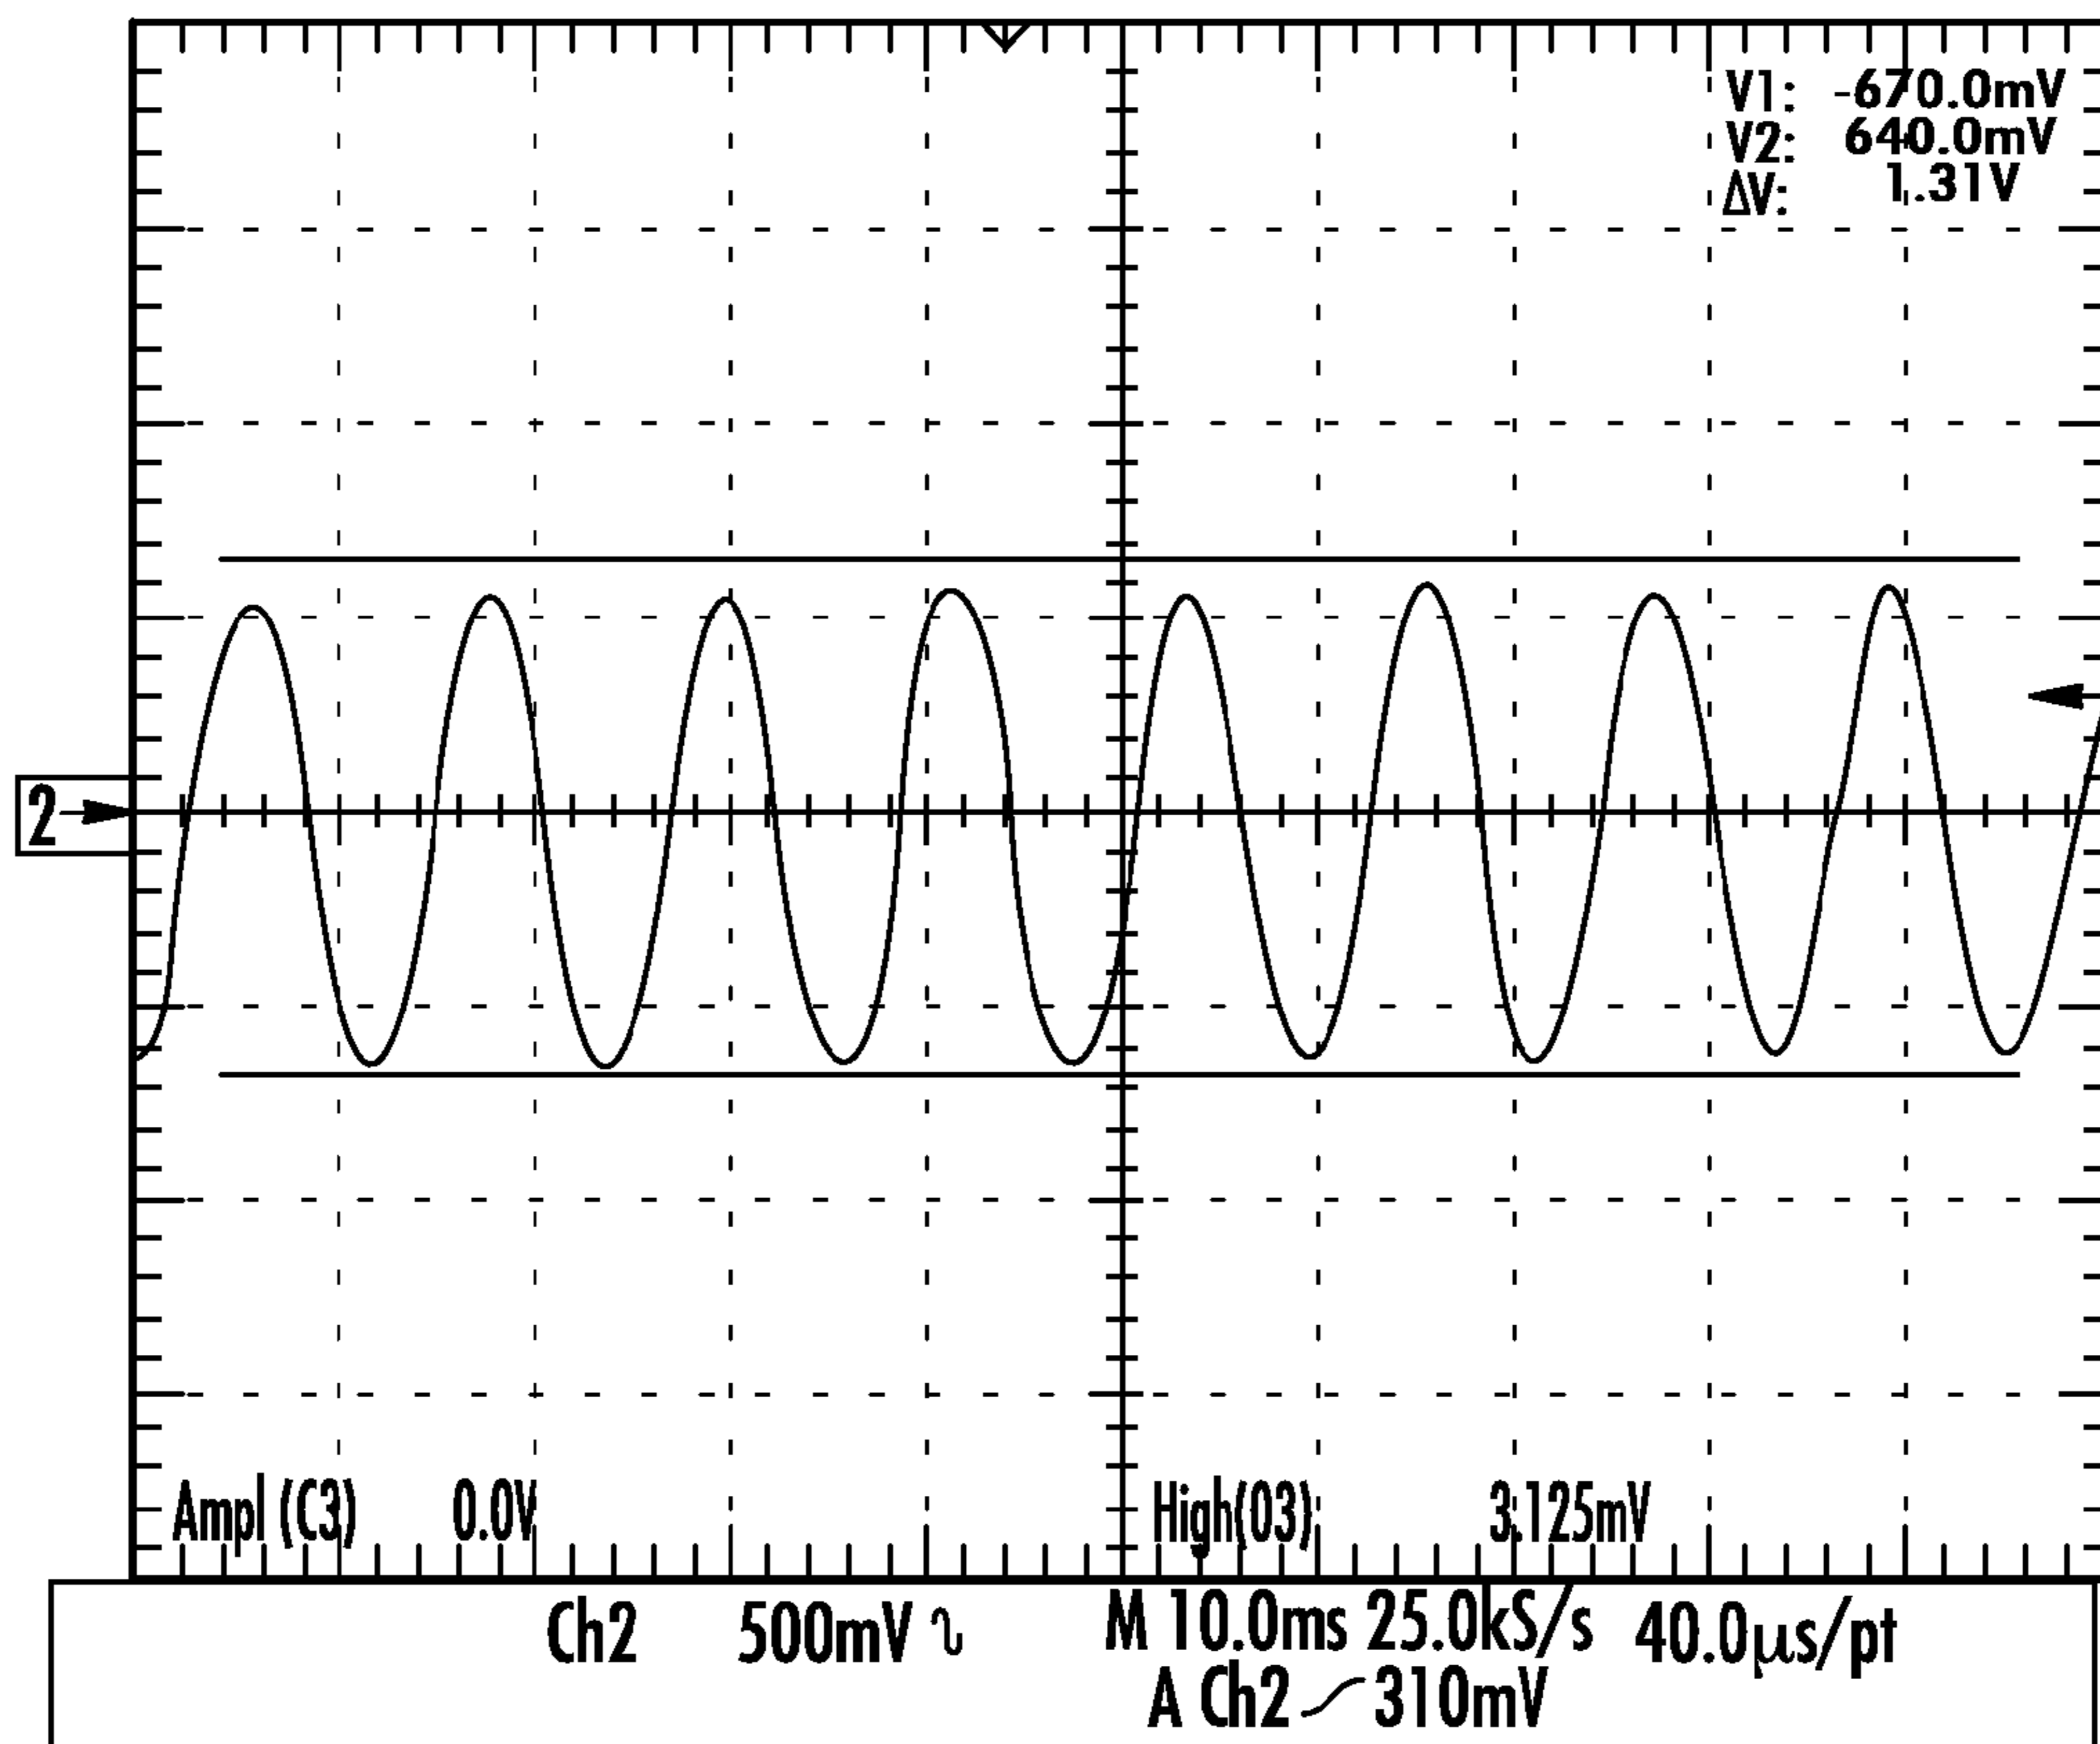 V1: -670.0mV
V2: 640.0mV
ΔV: 1.31V
2
Ampl (C3) 0.0V High(03) 3.125mV
Ch2 500mV M 10.0ms 25.0kS/s 40.0μs/pt
A Ch2 310mV